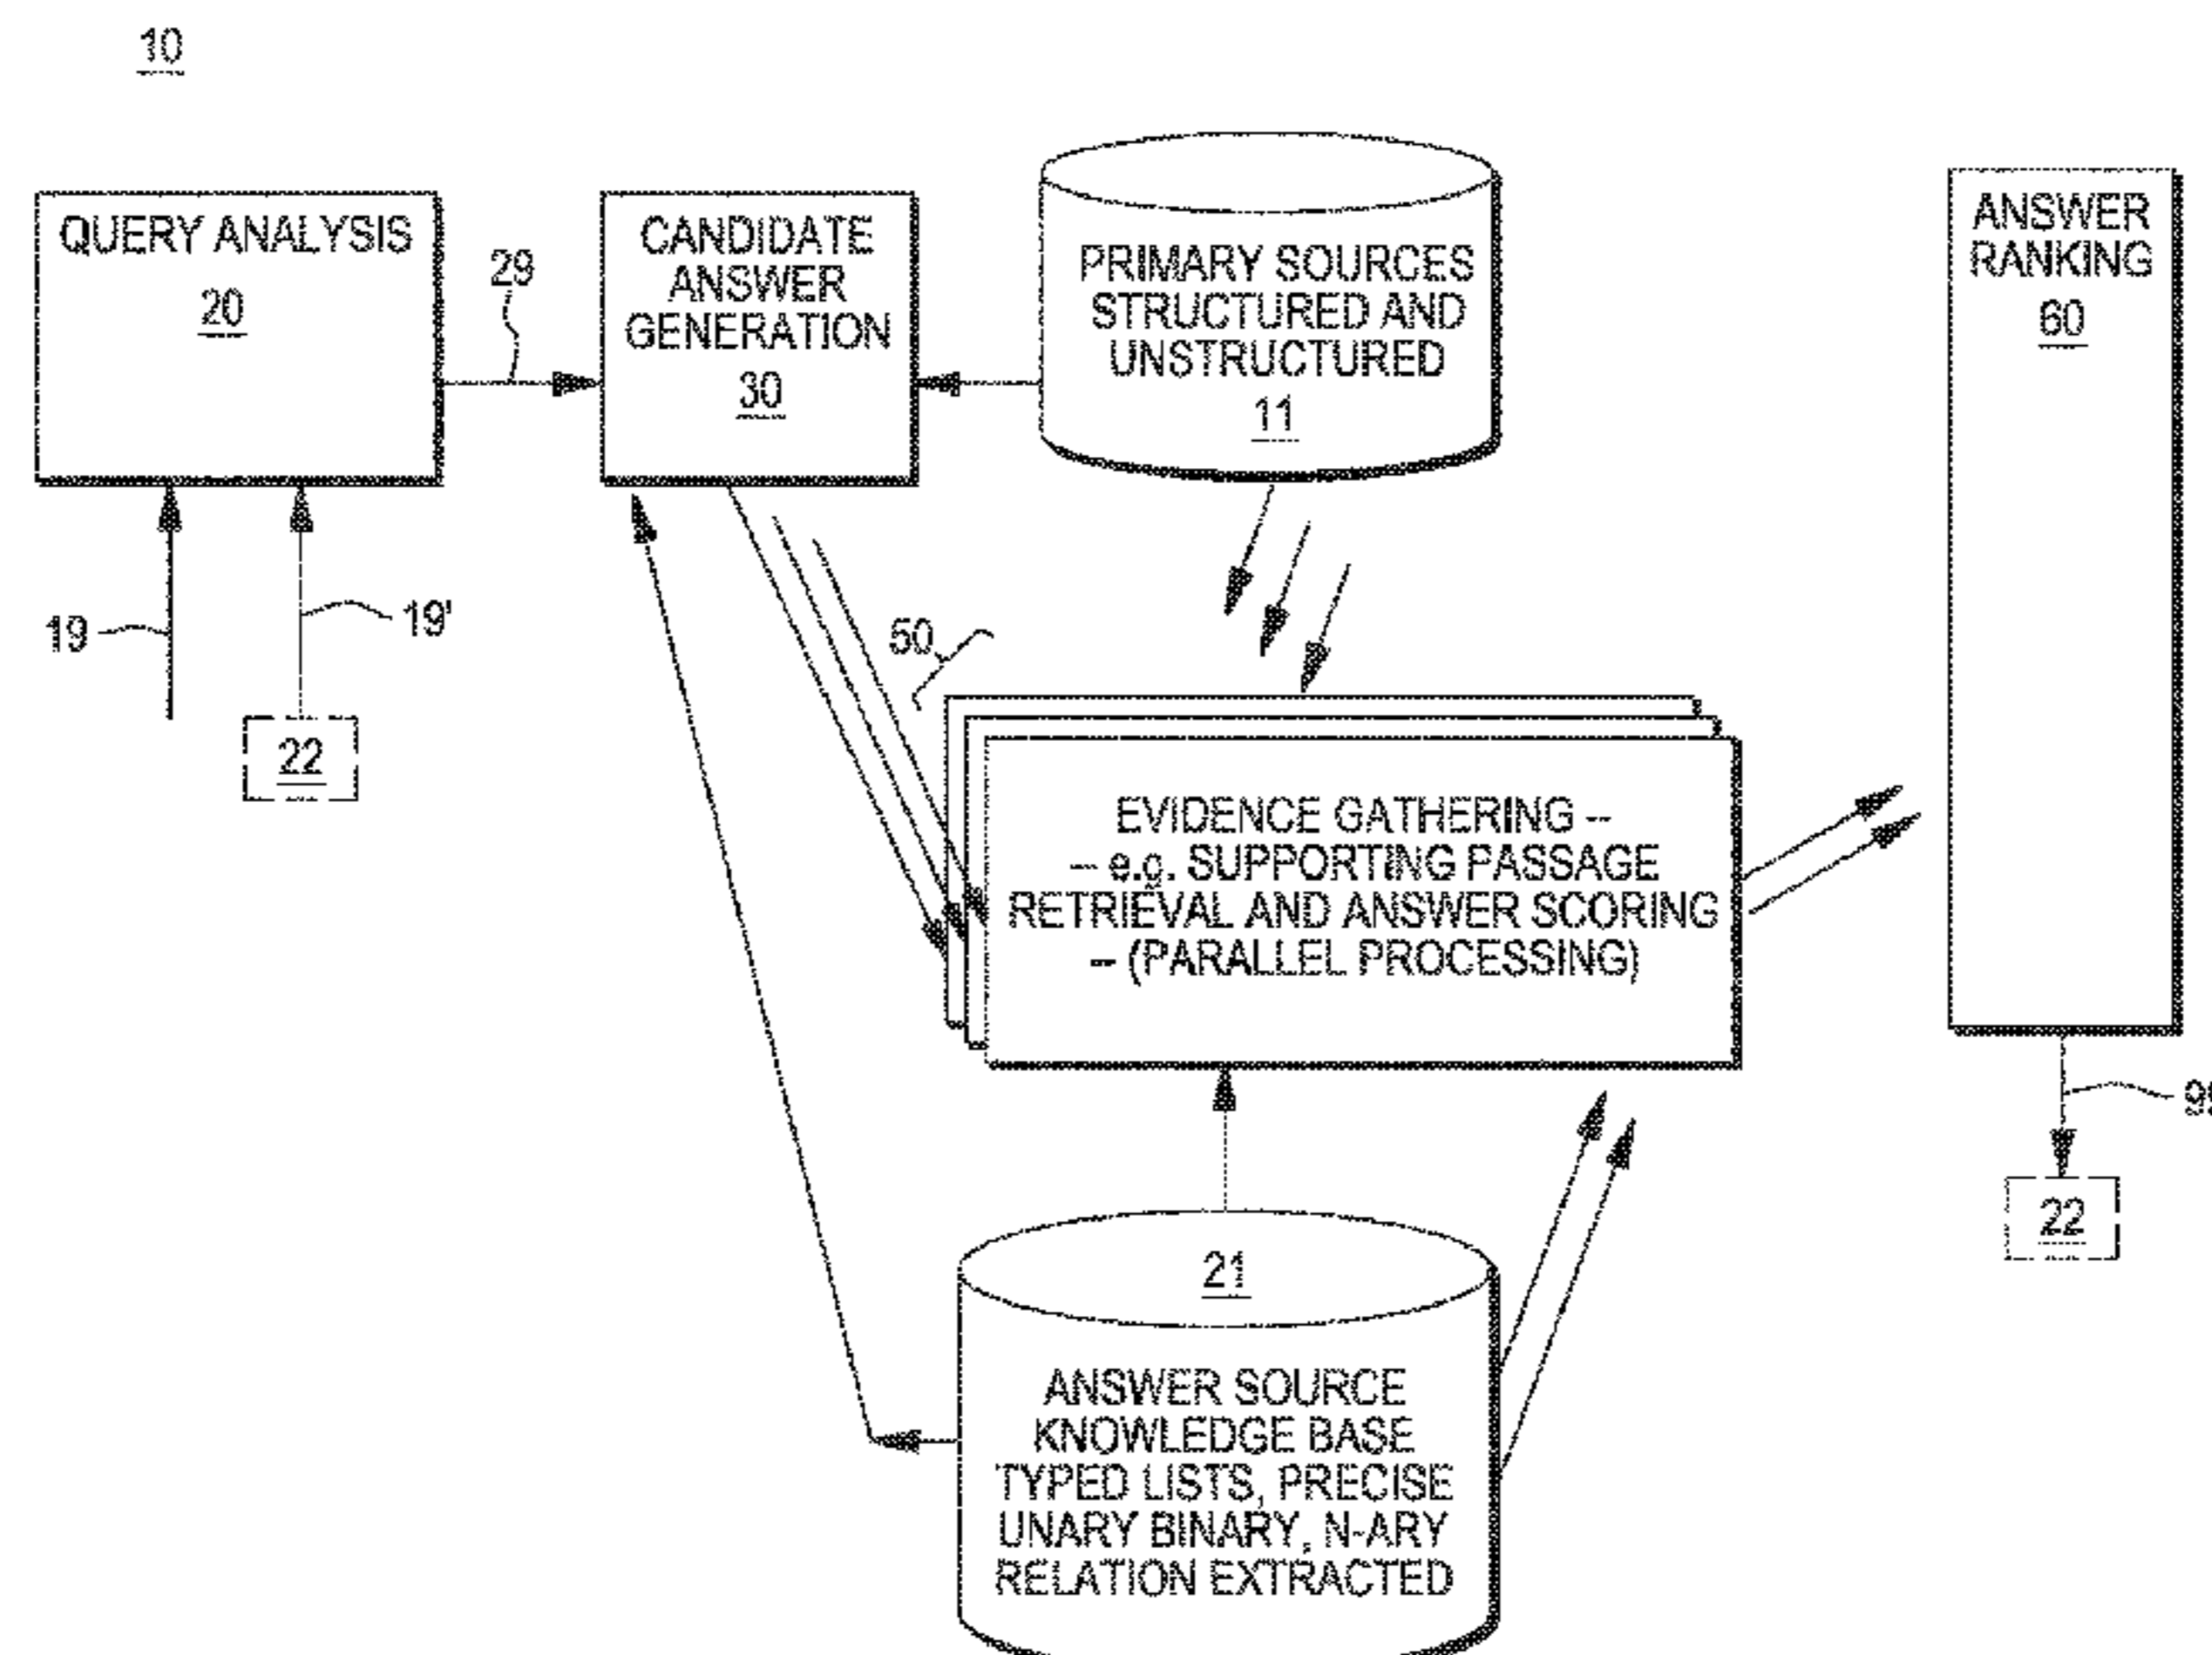 10
QUERY ANALYSIS
20
29
CANDIDATE
ANSWER
GENERATION
30
PRIMARY SOURCES
STRUCTURED AND
UNSTRUCTURED
11
ANSWER
RANKING
60
19
19'
22
50
EVIDENCE GATHERING --
-- e.g. SUPPORTING PASSAGE
RETRIEVAL AND ANSWER SCORING
-- (PARALLEL PROCESSING)
22
21
ANSWER SOURCE
KNOWLEDGE BASE
TYPED LISTS, PRECISE
UNARY BINARY, N-ARY
RELATION EXTRACTED